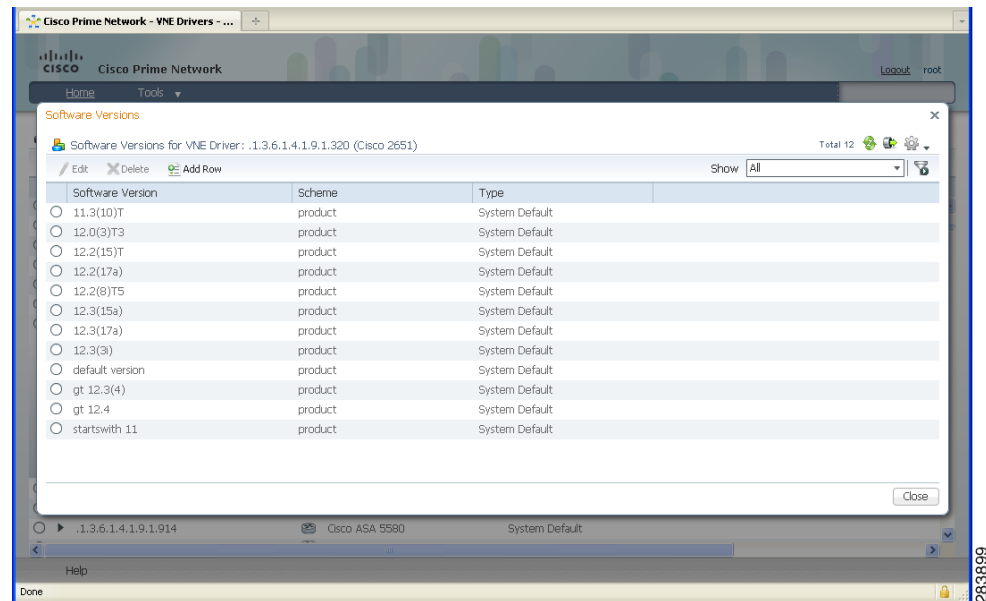 Cisco Prime Network - VNE Drivers - ...
CISCO Cisco Prime Network
Logout root
Home Tools
Software Versions
Software Versions for VNE Driver: .1.3.6.1.4.1.9.1.320 (Cisco 2651) Total 12
Edit Delete Add Row Show All
Software Version Scheme Type
11.3(10)T product System Default
12.0(3)T3 product System Default
12.2(15)T product System Default
12.2(17a) product System Default
12.2(8)T5 product System Default
12.3(15a) product System Default
12.3(17a) product System Default
12.3(3i) product System Default
default version product System Default
gt 12.3(4) product System Default
gt 12.4 product System Default
startswith 11 product System Default
Close
.1.3.6.1.4.1.9.1.914 Cisco ASA 5580 System Default
Help
Done
283899